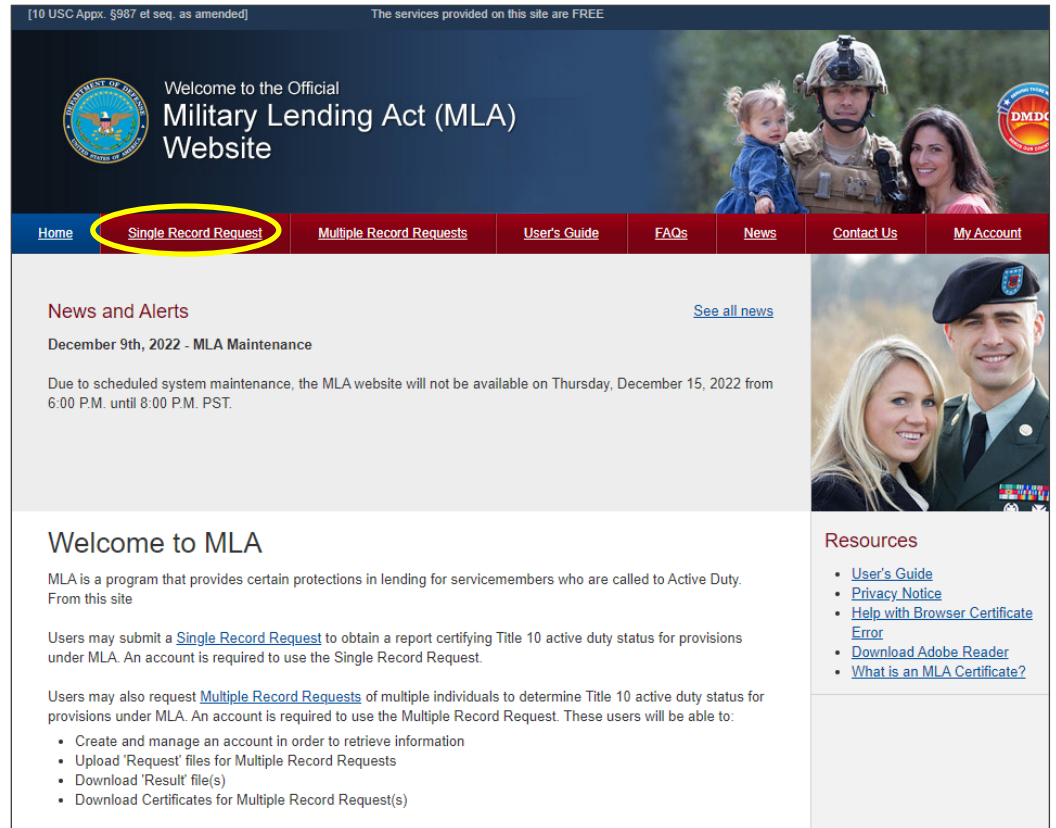 [10 USC Appx. §987 et seq. as amended]
The services provided on this site are FREE
Welcome to the Official
Military Lending Act (MLA)
Website
DEPARTMENT OF DEFENSE
UNITED STATES OF AMERICA
DMDC
Home
Single Record Request
Multiple Record Requests
User's Guide
FAQs
News
Contact Us
My Account
News and Alerts
See all news
December 9th, 2022 - MLA Maintenance
Due to scheduled system maintenance, the MLA website will not be available on Thursday, December 15, 2022 from
6:00 P.M. until 8:00 P.M. PST.
Welcome to MLA
MLA is a program that provides certain protections in lending for servicemembers who are called to Active Duty.
From this site
Users may submit a Single Record Request to obtain a report certifying Title 10 active duty status for provisions
under MLA. An account is required to use the Single Record Request.
Users may also request Multiple Record Requests of multiple individuals to determine Title 10 active duty status for
provisions under MLA. An account is required to use the Multiple Record Request. These users will be able to:
• Create and manage an account in order to retrieve information
• Upload 'Request' files for Multiple Record Requests
• Download 'Result' file(s)
• Download Certificates for Multiple Record Request(s)
Resources
• User's Guide
• Privacy Notice
• Help with Browser Certificate
Error
• Download Adobe Reader
• What is an MLA Certificate?